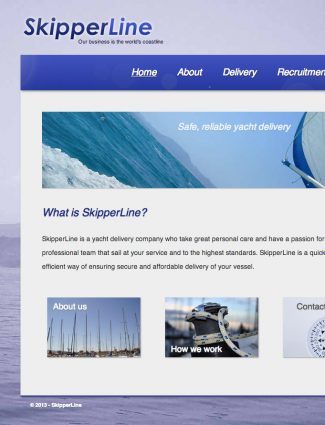 SkipperLine
Our business is the world's coastline
Home About Delivery Recruitmen
Safe, reliable yacht delivery
What is SkipperLine?
SkipperLine is a yacht delivery company who take great personal care and have a passion for
professional team that sail at your service and to the highest standards. SkipperLine is a quick
efficient way of ensuring secure and affordable delivery of your vessel.
About us
How we work
Contact
© 2013 - SkipperLine